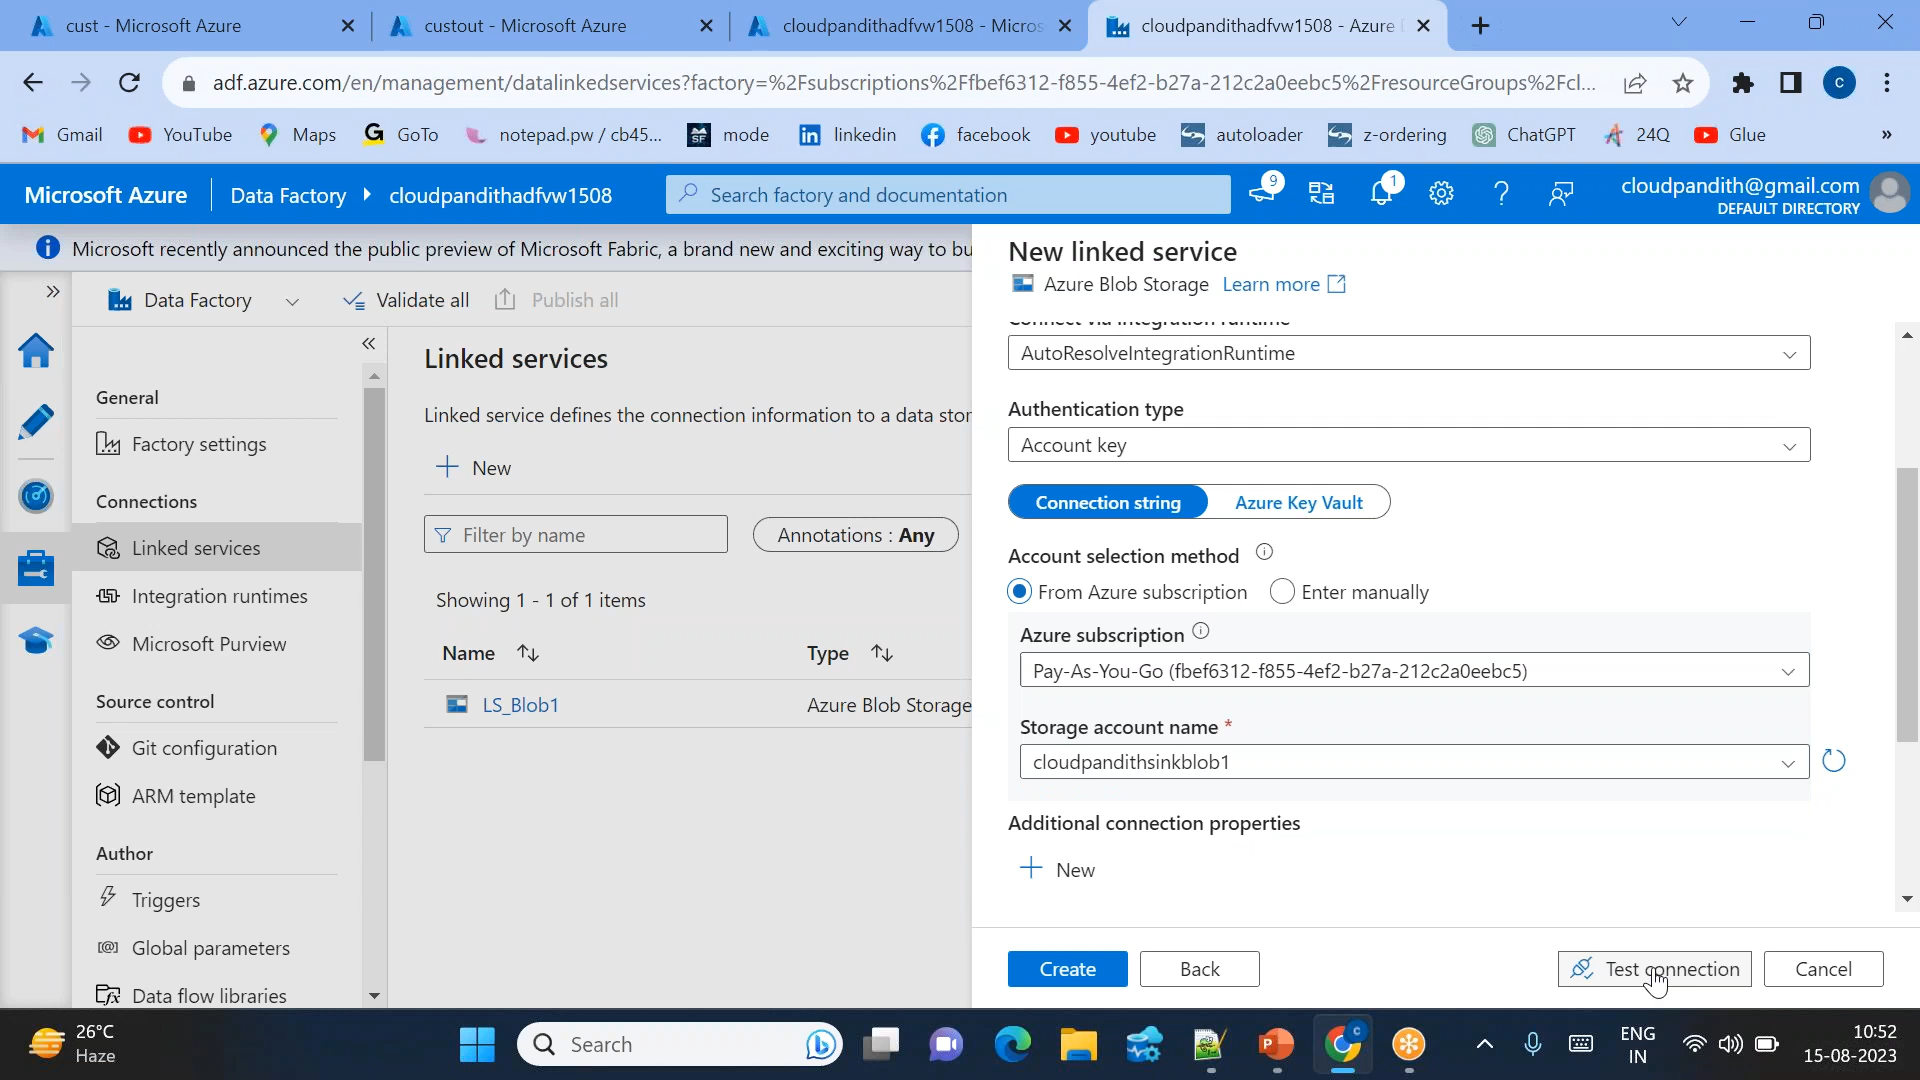 cust - Microsoft Azure
custout - Microsoft Azure
cloudpandithadfvw1508 - Micros
cloudpandithadfvw1508 - Azure
adf.azure.com/en/management/datalinkedservices?factory=%2Fsubscriptions%2Ffbef6312-f855-4ef2-b27a-212c2a0eebc5%2FresourceGroups%2Fcl...
C
Gmail
YouTube
Maps
GoTo
notepad.pw / cb45...
mode
linkedin
facebook
youtube
autoloader
z-ordering
ChatGPT
24Q
Glue
»
Microsoft Azure
Data Factory
cloudpandithadfvw1508
Search factory and documentation
9
1
cloudpandith@gmail.com
DEFAULT DIRECTORY
Microsoft recently announced the public preview of Microsoft Fabric, a brand new and exciting way to bu
Data Factory
Validate all
Publish all
General
Factory settings
Connections
Linked services
Integration runtimes
Microsoft Purview
Source control
Git configuration
ARM template
Author
Triggers
Global parameters
Data flow libraries
Linked services
Linked service defines the connection information to a data stor
New
Filter by name
Annotations : Any
Showing 1 - 1 of 1 items
Name
Type
LS_Blob1
Azure Blob Storage
New linked service
Azure Blob Storage
Learn more
Connect via integration runtime
AutoResolveIntegrationRuntime
Authentication type
Account key
Connection string
Azure Key Vault
Account selection method
From Azure subscription
Enter manually
Azure subscription
Pay-As-You-Go (fbef6312-f855-4ef2-b27a-212c2a0eebc5)
Storage account name *
cloudpandithsinkblob1
Additional connection properties
New
Create
Back
Test connection
Cancel
26°C
Haze
Search
ENG
IN
10:52
15-08-2023